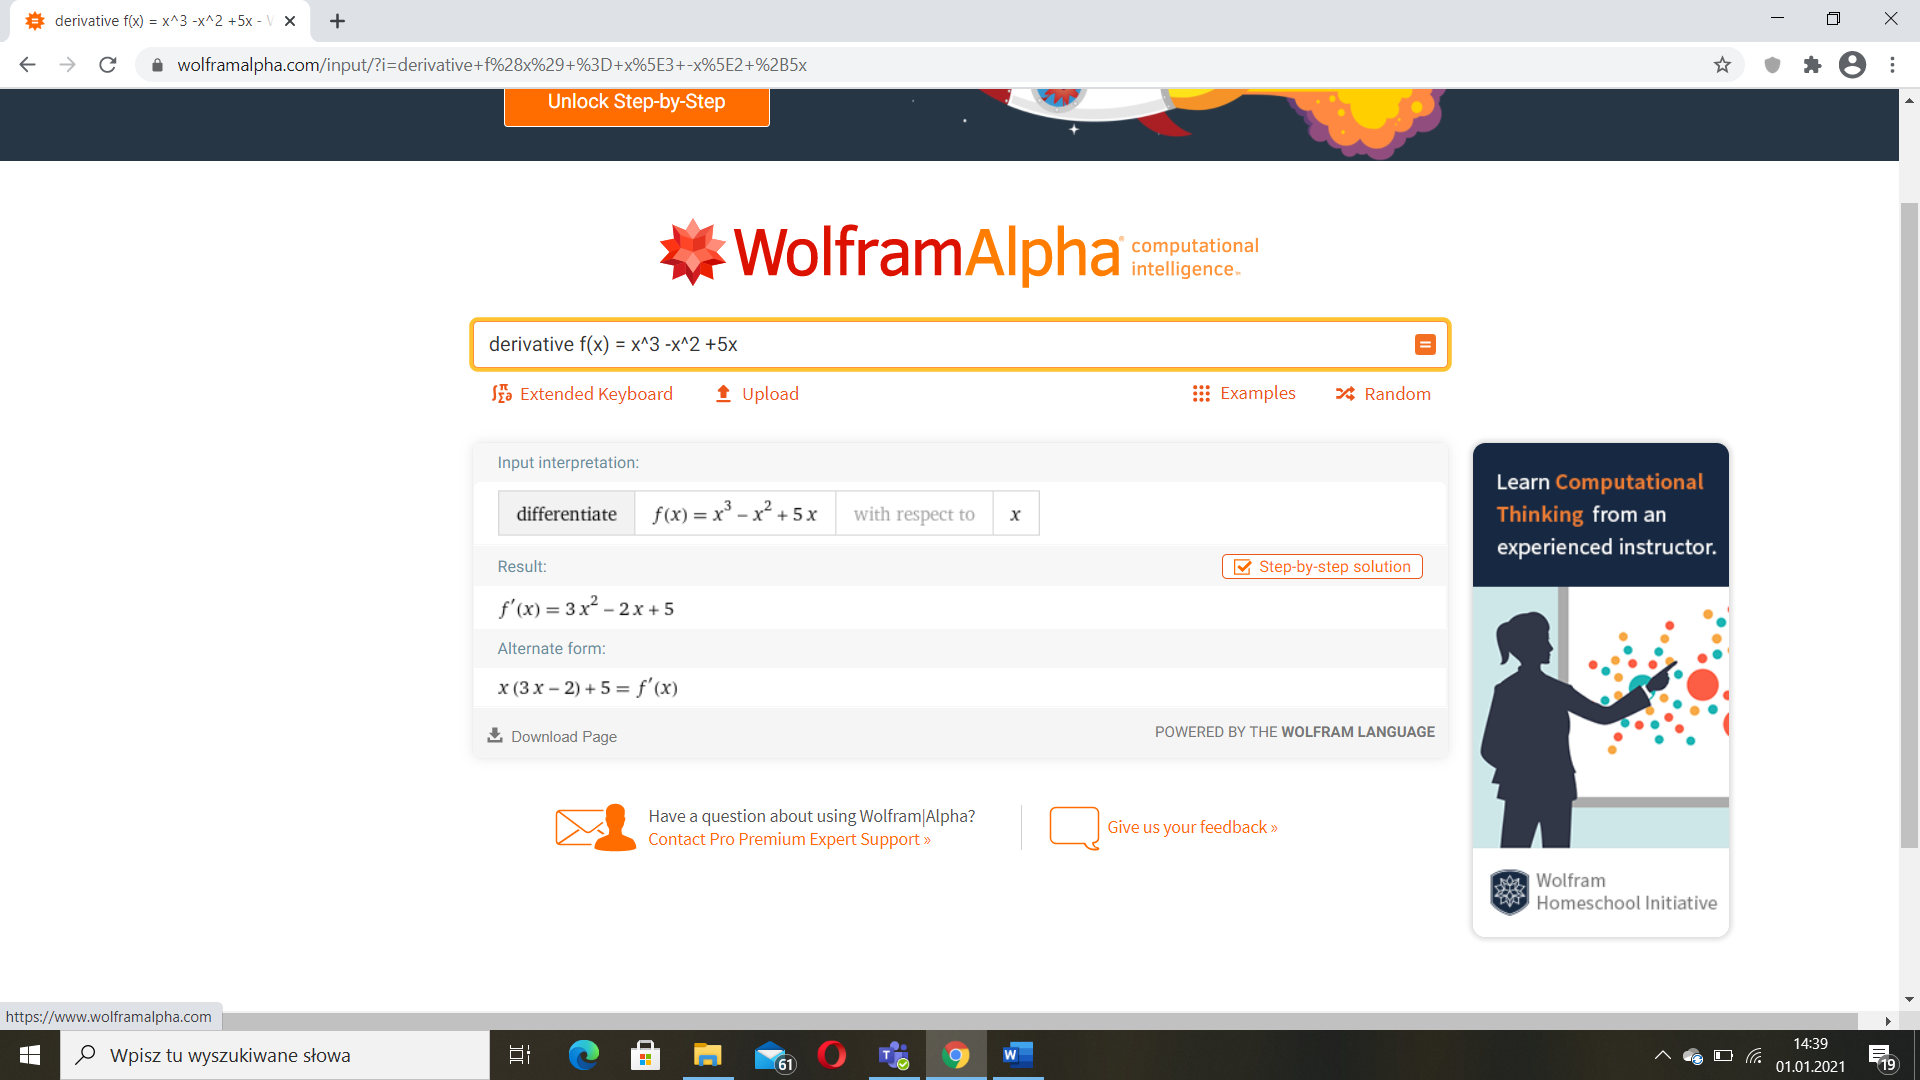 derivative f(x) = x^3 -x^2 +5x -
wolframalpha.com/input/?i=derivative+f%28x%29+%3D+x%5E3+-x%5E2+%2B5x
Unlock Step-by-Step
WolframAlpha computational intelligence
derivative f(x) = x^3 -x^2 +5x
Extended Keyboard Upload Examples Random
Input interpretation:
differentiate f(x) = x³ – x² + 5 x with respect to x
Result: Step-by-step solution
f′(x) = 3 x² – 2 x + 5
Alternate form:
x (3 x – 2) + 5 = f′(x)
Download Page POWERED BY THE WOLFRAM LANGUAGE
Learn Computational
Thinking from an
experienced instructor.
Wolfram
Homeschool Initiative
Have a question about using Wolfram|Alpha?
Contact Pro Premium Expert Support »
Give us your feedback »
https://www.wolframalpha.com
Wpisz tu wyszukiwane słowa
61
14:39
01.01.2021
19